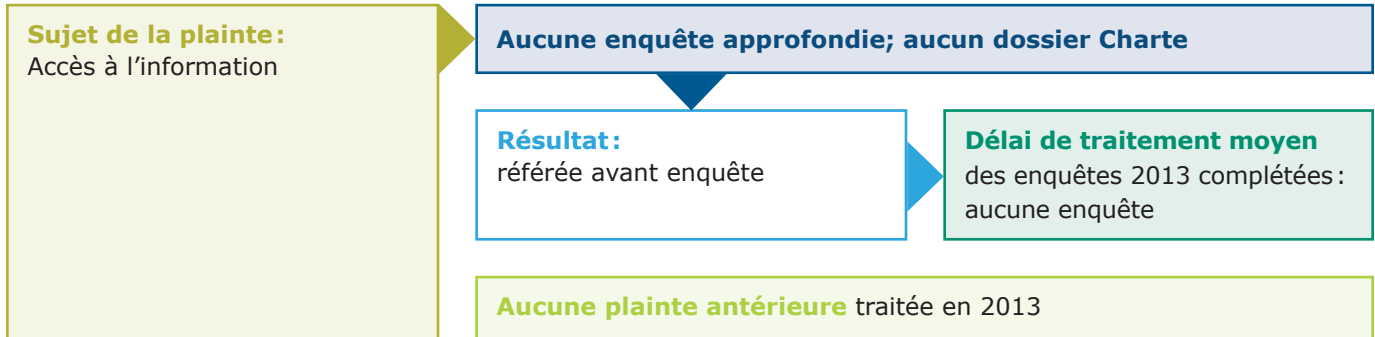 Sujet de la plainte :
Accès à l'information
Aucune enquête approfondie; aucun dossier Charte
Résultat :
référée avant enquête
Délai de traitement moyen
des enquêtes 2013 complétées :
aucune enquête
Aucune plainte antérieure traitée en 2013